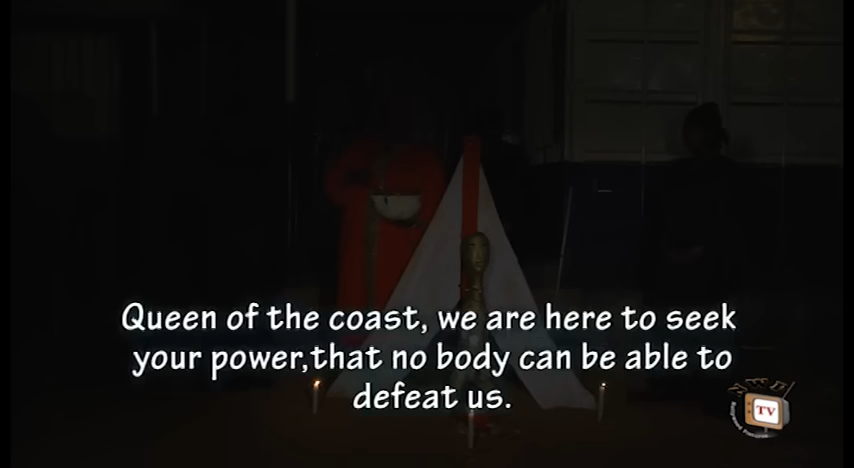 Queen of the coast, we are here to seek
your power,that no body can be able to
defeat us.
TV